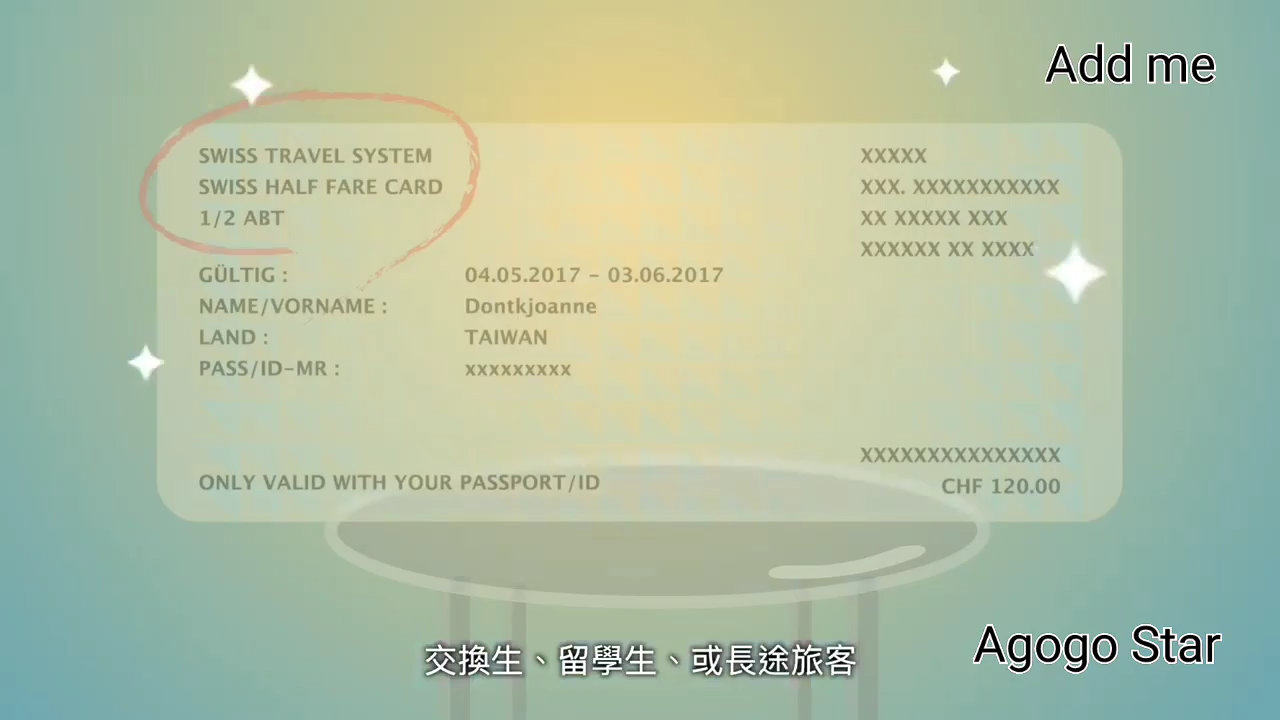 Add me
SWISS TRAVEL SYSTEM
SWISS HALF FARE CARD
1/2 ABT
XXXXX
XXX. XXXXXXXXXXX
XX XXXXX XXX
XXXXXX XX XXXX
GÜLTIG : 04.05.2017 – 03.06.2017
NAME/VORNAME : Dontkjoanne
LAND : TAIWAN
PASS/ID–MR : xxxxxxxxx
XXXXXXXXXXXXXXX
ONLY VALID WITH YOUR PASSPORT/ID
CHF 120.00
交換生、留學生、或長途旅客
Agogo Star